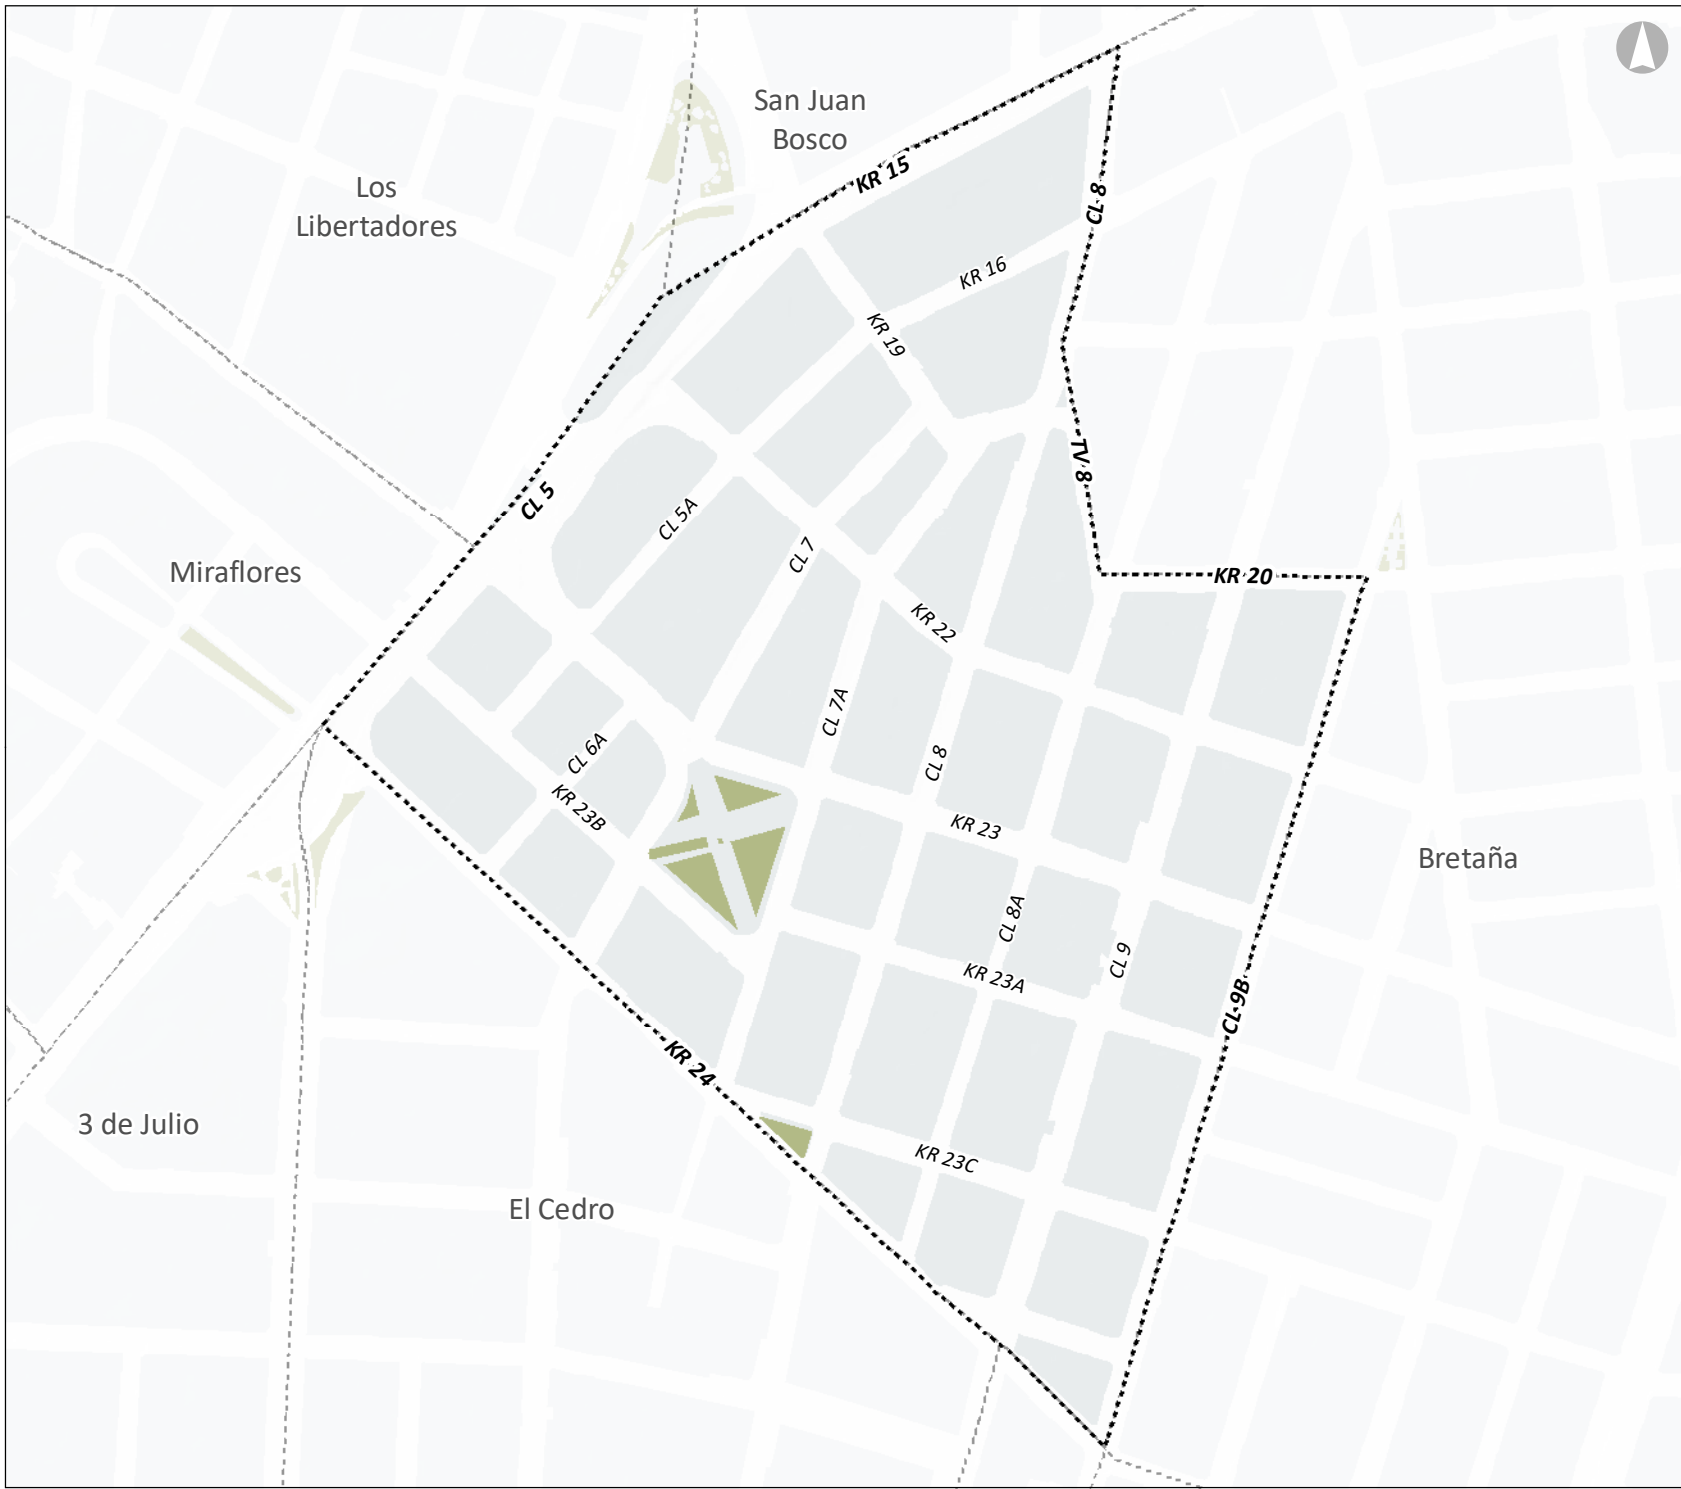 San Juan
Bosco
KR 15
Los
Libertadores
CL 8
KR 16
KR 19
TV 8
CL 5
CL 5A
CL 7
Miraflores
KR 20
KR 22
CL 7A
CL 8
CL 6A
KR 23B
KR 23
Bretaña
CL 8A
CL 9
KR 23A
CL 9B
KR 24
3 de Julio
KR 23C
El Cedro